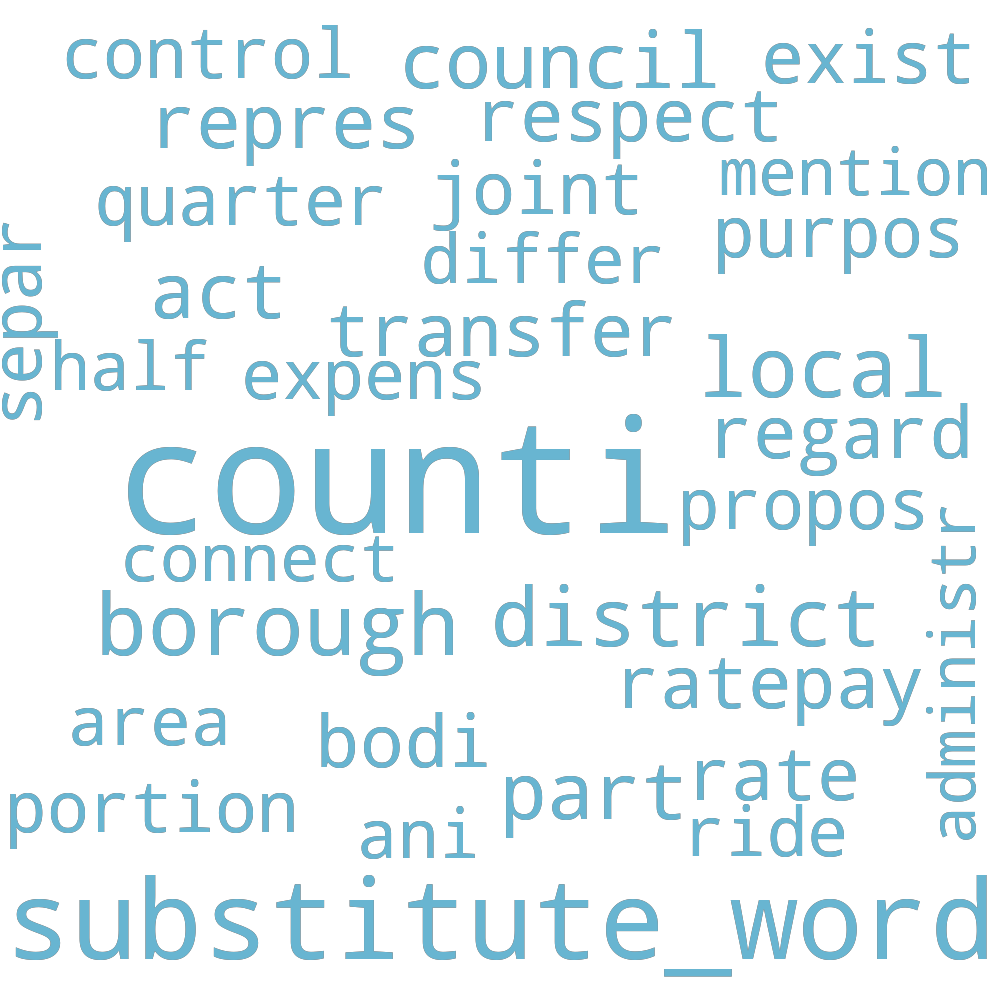 control council exist
repres respect
quarter joint mention
separ differ purpos
act transfer
half expens local
counti regard
propos
connect administr
borough district
ratepay
area bodi
portion part rate
ani ride
substitute_word